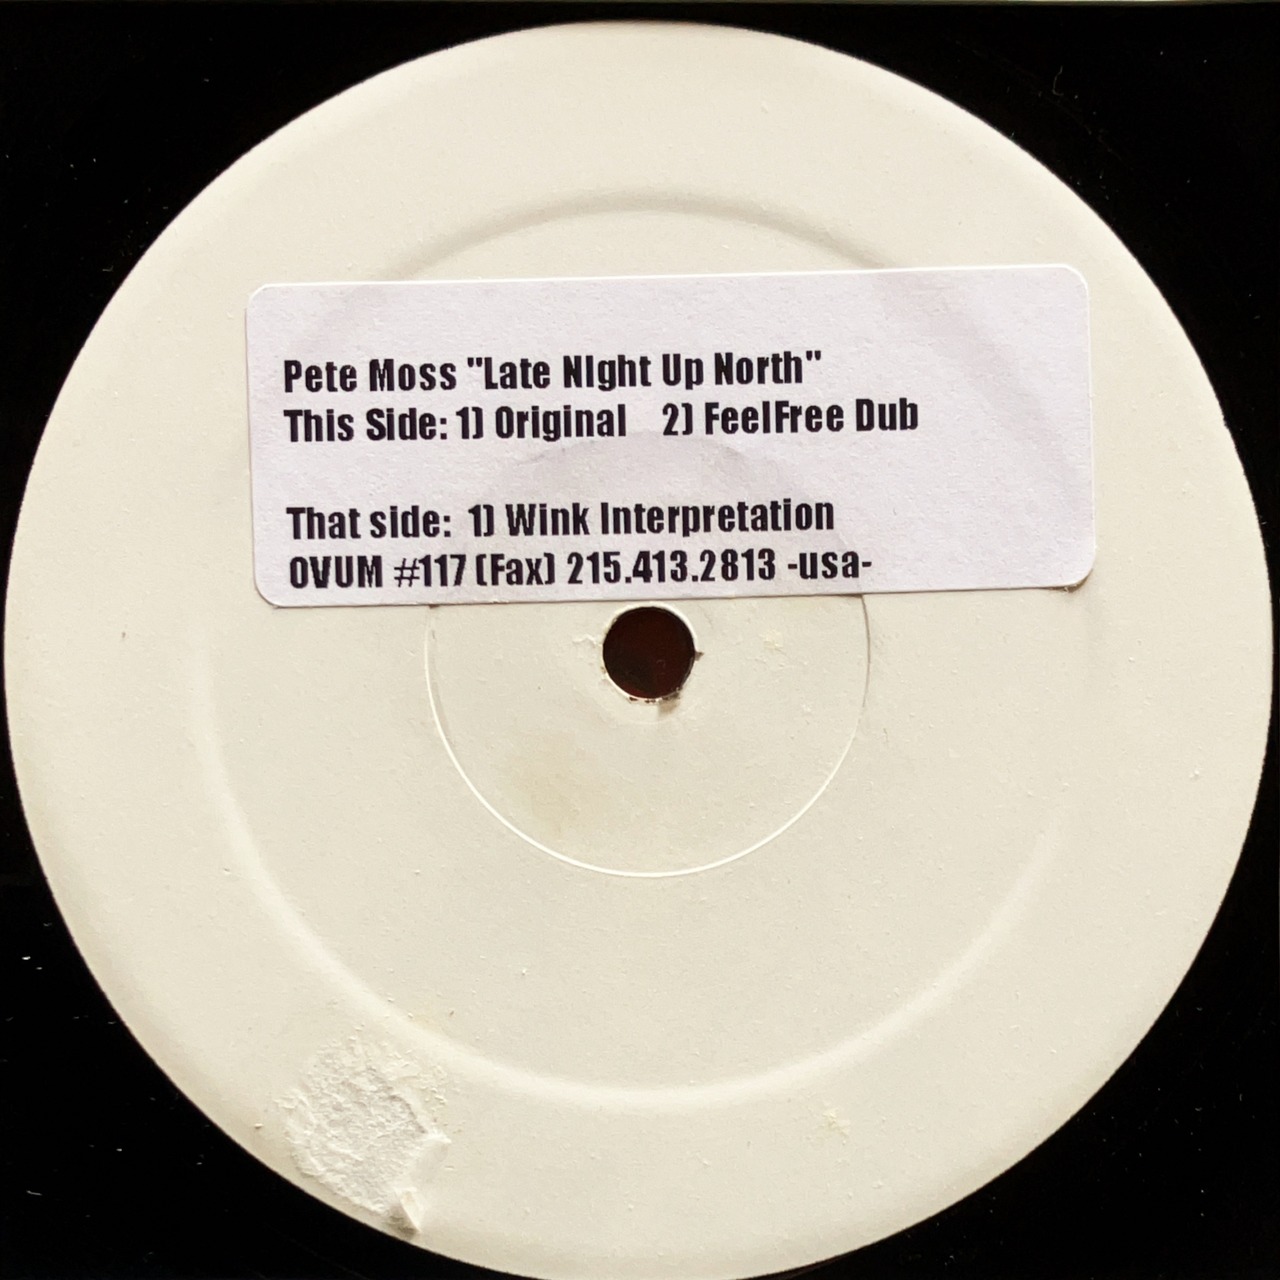 Pete Moss "Late NIght Up North"
This Side: 1) Original    2) FeelFree Dub
That side:  1) Wink Interpretation
OVUM #117 (Fax) 215.413.2813 -usa-